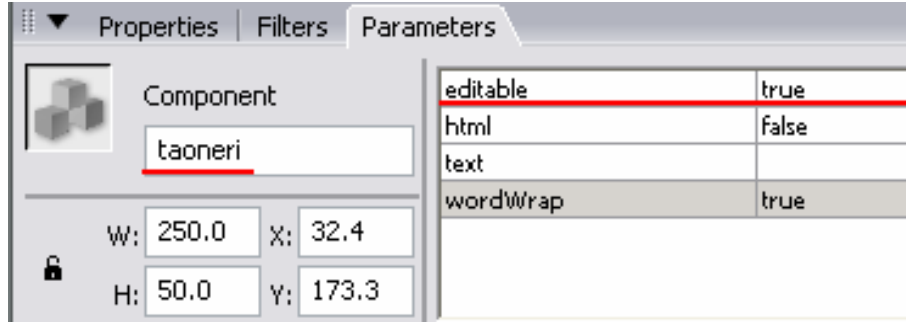 Properties Filters Parameters
Component
taoneri
W: 250.0 X: 32.4
H: 50.0 Y: 173.3
editable true
html false
text
wordWrap true